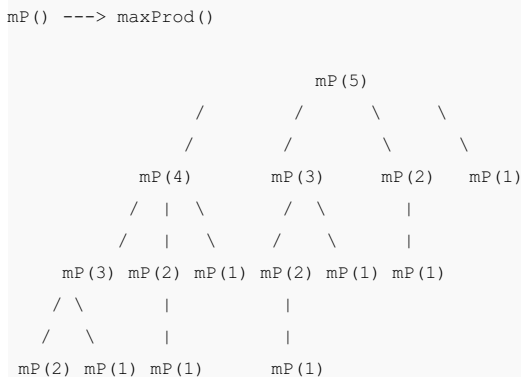 mP() ---> maxProd()
mP(5)
/ / \ \
/ / \ \
mP(4) mP(3) mP(2) mP(1)
/ | \ / \ |
/ | \ / \ |
mP(3) mP(2) mP(1) mP(2) mP(1) mP(1)
/ \ | |
/ \ | |
mP(2) mP(1) mP(1) mP(1)